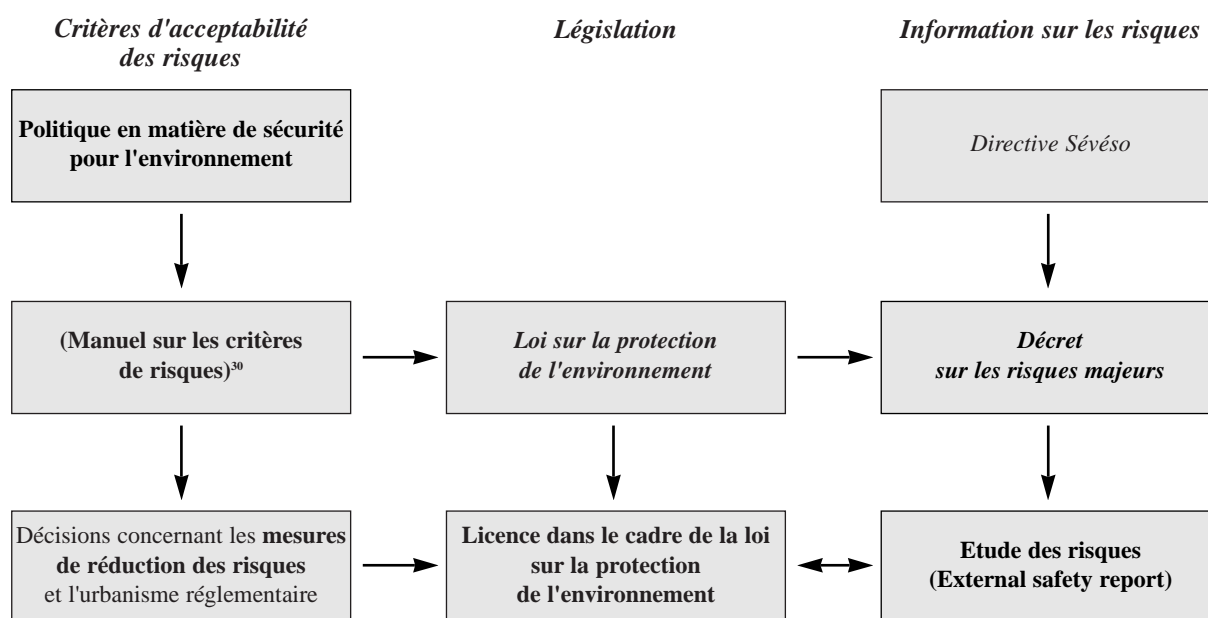 Critères d'acceptabilité
des risques
Législation
Information sur les risques
Politique en matière de sécurité
pour l'environnement
Directive Sévéso
(Manuel sur les critères
de risques)³⁰
Loi sur la protection
de l'environnement
Décret
sur les risques majeurs
Décisions concernant les mesures
de réduction des risques
et l'urbanisme réglementaire
Licence dans le cadre de la loi
sur la protection
de l'environnement
Etude des risques
(External safety report)